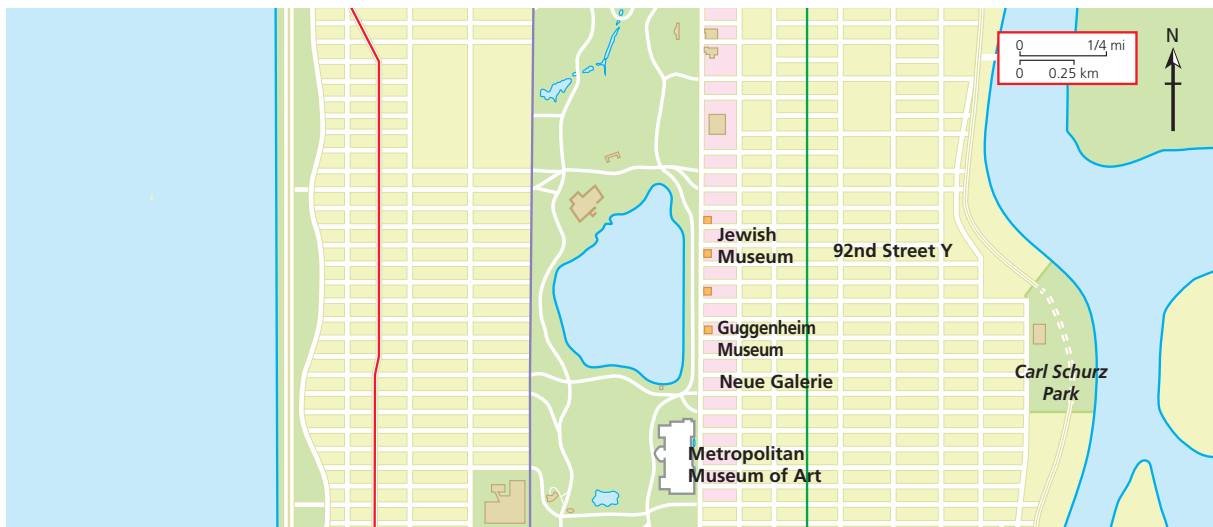 0 1/4 mi
0 0.25 km
N
Jewish
Museum
92nd Street Y
Guggenheim
Museum
Carl Schurz
Park
Neue Galerie
Metropolitan
Museum of Art